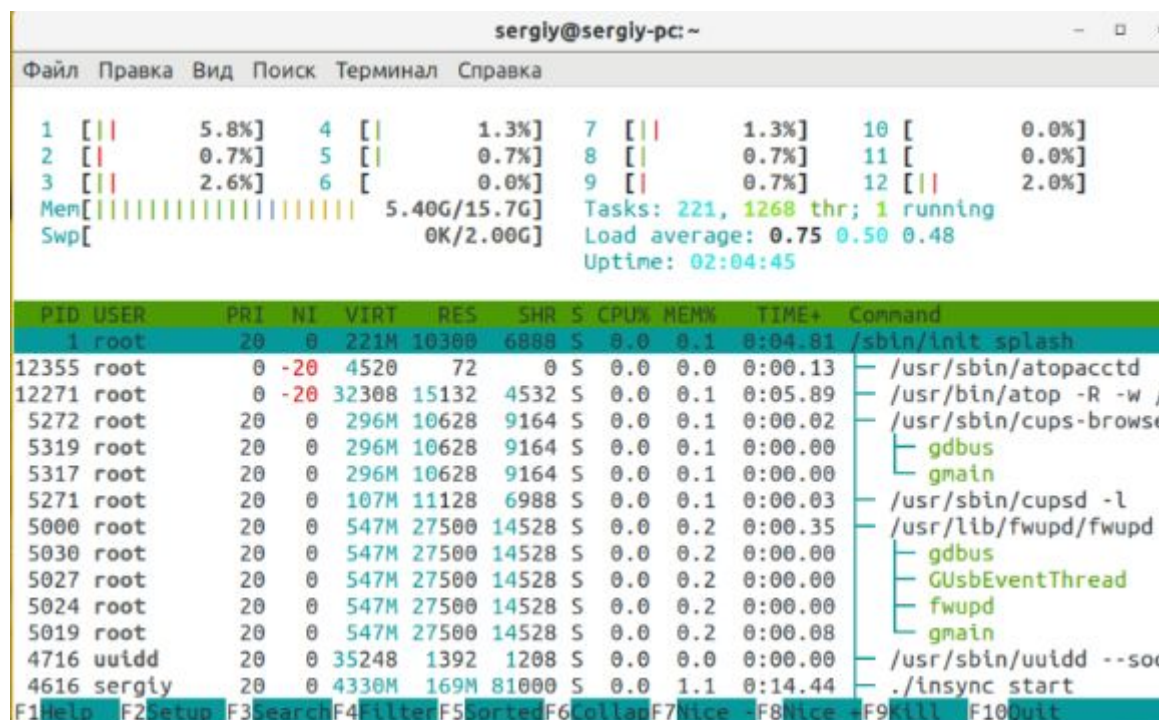 sergiy@sergiy-pc: ~
Файл Правка Вид Поиск Терминал Справка
1 [|| 5.8%] 4 [| 1.3%] 7 [|| 1.3%] 10 [ 0.0%]
2 [| 0.7%] 5 [| 0.7%] 8 [| 0.7%] 11 [ 0.0%]
3 [|| 2.6%] 6 [ 0.0%] 9 [| 0.7%] 12 [|| 2.0%]
Mem[|||||||||||||||||||| 5.40G/15.7G] Tasks: 221, 1268 thr; 1 running
Swp[ 0K/2.00G] Load average: 0.75 0.50 0.48
Uptime: 02:04:45
PID USER PRI NI VIRT RES SHR S CPU% MEM% TIME+ Command
1 root 20 0 221M 10300 6888 S 0.0 0.1 0:04.81 /sbin/init splash
12355 root 0 -20 4520 72 0 S 0.0 0.0 0:00.13 ├─ /usr/sbin/atopacctd
12271 root 0 -20 32308 15132 4532 S 0.0 0.1 0:05.89 ├─ /usr/bin/atop -R -w /
5272 root 20 0 296M 10628 9164 S 0.0 0.1 0:00.02 ├─ /usr/sbin/cups-browse
5319 root 20 0 296M 10628 9164 S 0.0 0.1 0:00.00 │ ├─ gdbus
5317 root 20 0 296M 10628 9164 S 0.0 0.1 0:00.00 │ └─ gmain
5271 root 20 0 107M 11128 6988 S 0.0 0.1 0:00.03 ├─ /usr/sbin/cupsd -l
5000 root 20 0 547M 27500 14528 S 0.0 0.2 0:00.35 ├─ /usr/lib/fwupd/fwupd
5030 root 20 0 547M 27500 14528 S 0.0 0.2 0:00.00 │ ├─ gdbus
5027 root 20 0 547M 27500 14528 S 0.0 0.2 0:00.00 │ ├─ GUsbEventThread
5024 root 20 0 547M 27500 14528 S 0.0 0.2 0:00.00 │ ├─ fwupd
5019 root 20 0 547M 27500 14528 S 0.0 0.2 0:00.08 │ └─ gmain
4716 uuidd 20 0 35248 1392 1208 S 0.0 0.0 0:00.00 ├─ /usr/sbin/uuidd --soc
4616 sergiy 20 0 4330M 169M 81000 S 0.0 1.1 0:14.44 ├─ ./insync start
F1Help F2Setup F3SearchF4FilterF5SortedF6CollapF7Nice -F8Nice +F9Kill F10Quit